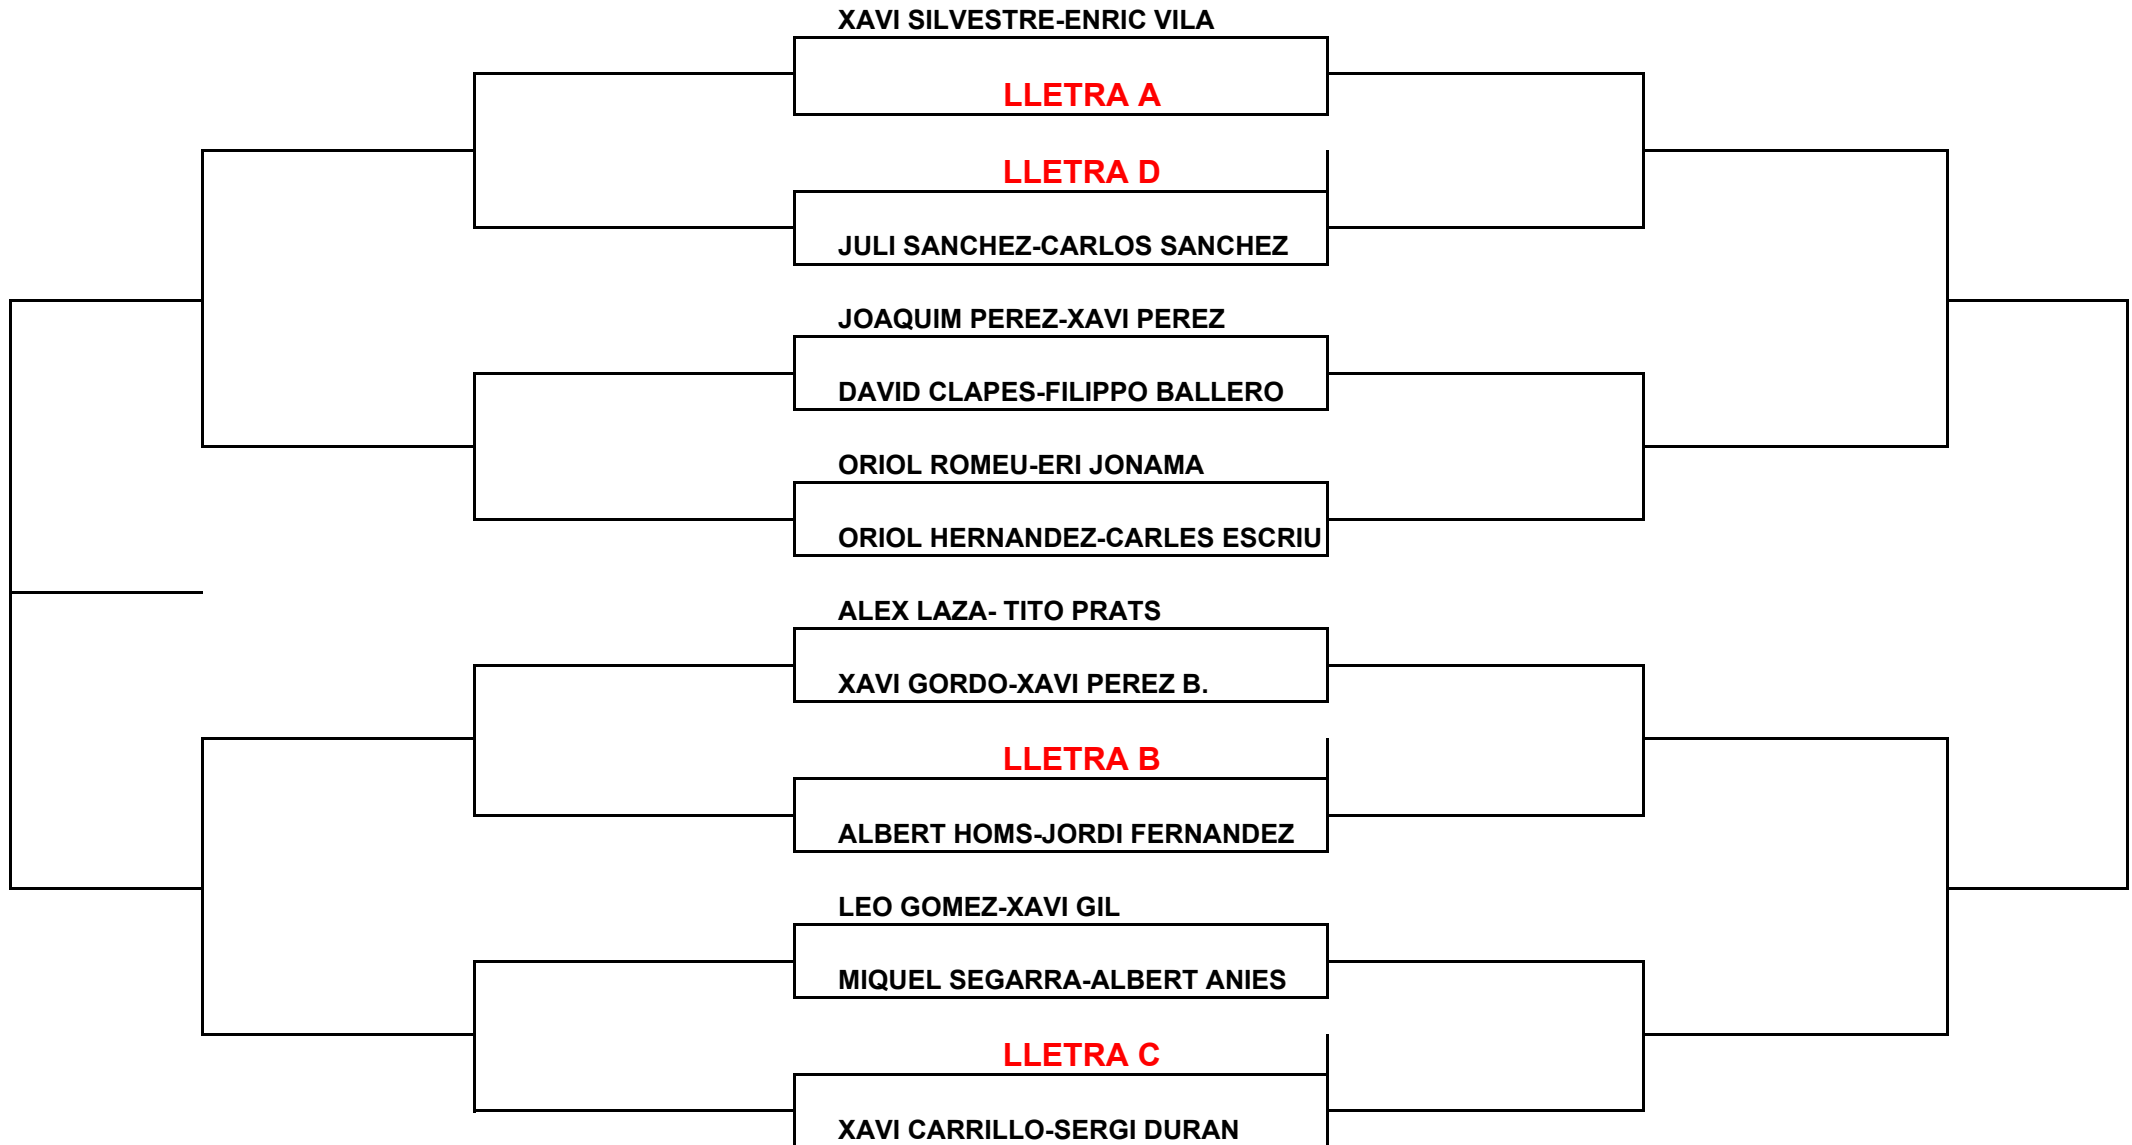 XAVI SILVESTRE-ENRIC VILA
LLETRA A
LLETRA D
JULI SANCHEZ-CARLOS SANCHEZ
JOAQUIM PEREZ-XAVI PEREZ
DAVID CLAPES-FILIPPO BALLERO
ORIOL ROMEU-ERI JONAMA
ORIOL HERNANDEZ-CARLES ESCRIU
ALEX LAZA- TITO PRATS
XAVI GORDO-XAVI PEREZ B.
LLETRA B
ALBERT HOMS-JORDI FERNANDEZ
LEO GOMEZ-XAVI GIL
MIQUEL SEGARRA-ALBERT ANIES
LLETRA C
XAVI CARRILLO-SERGI DURAN